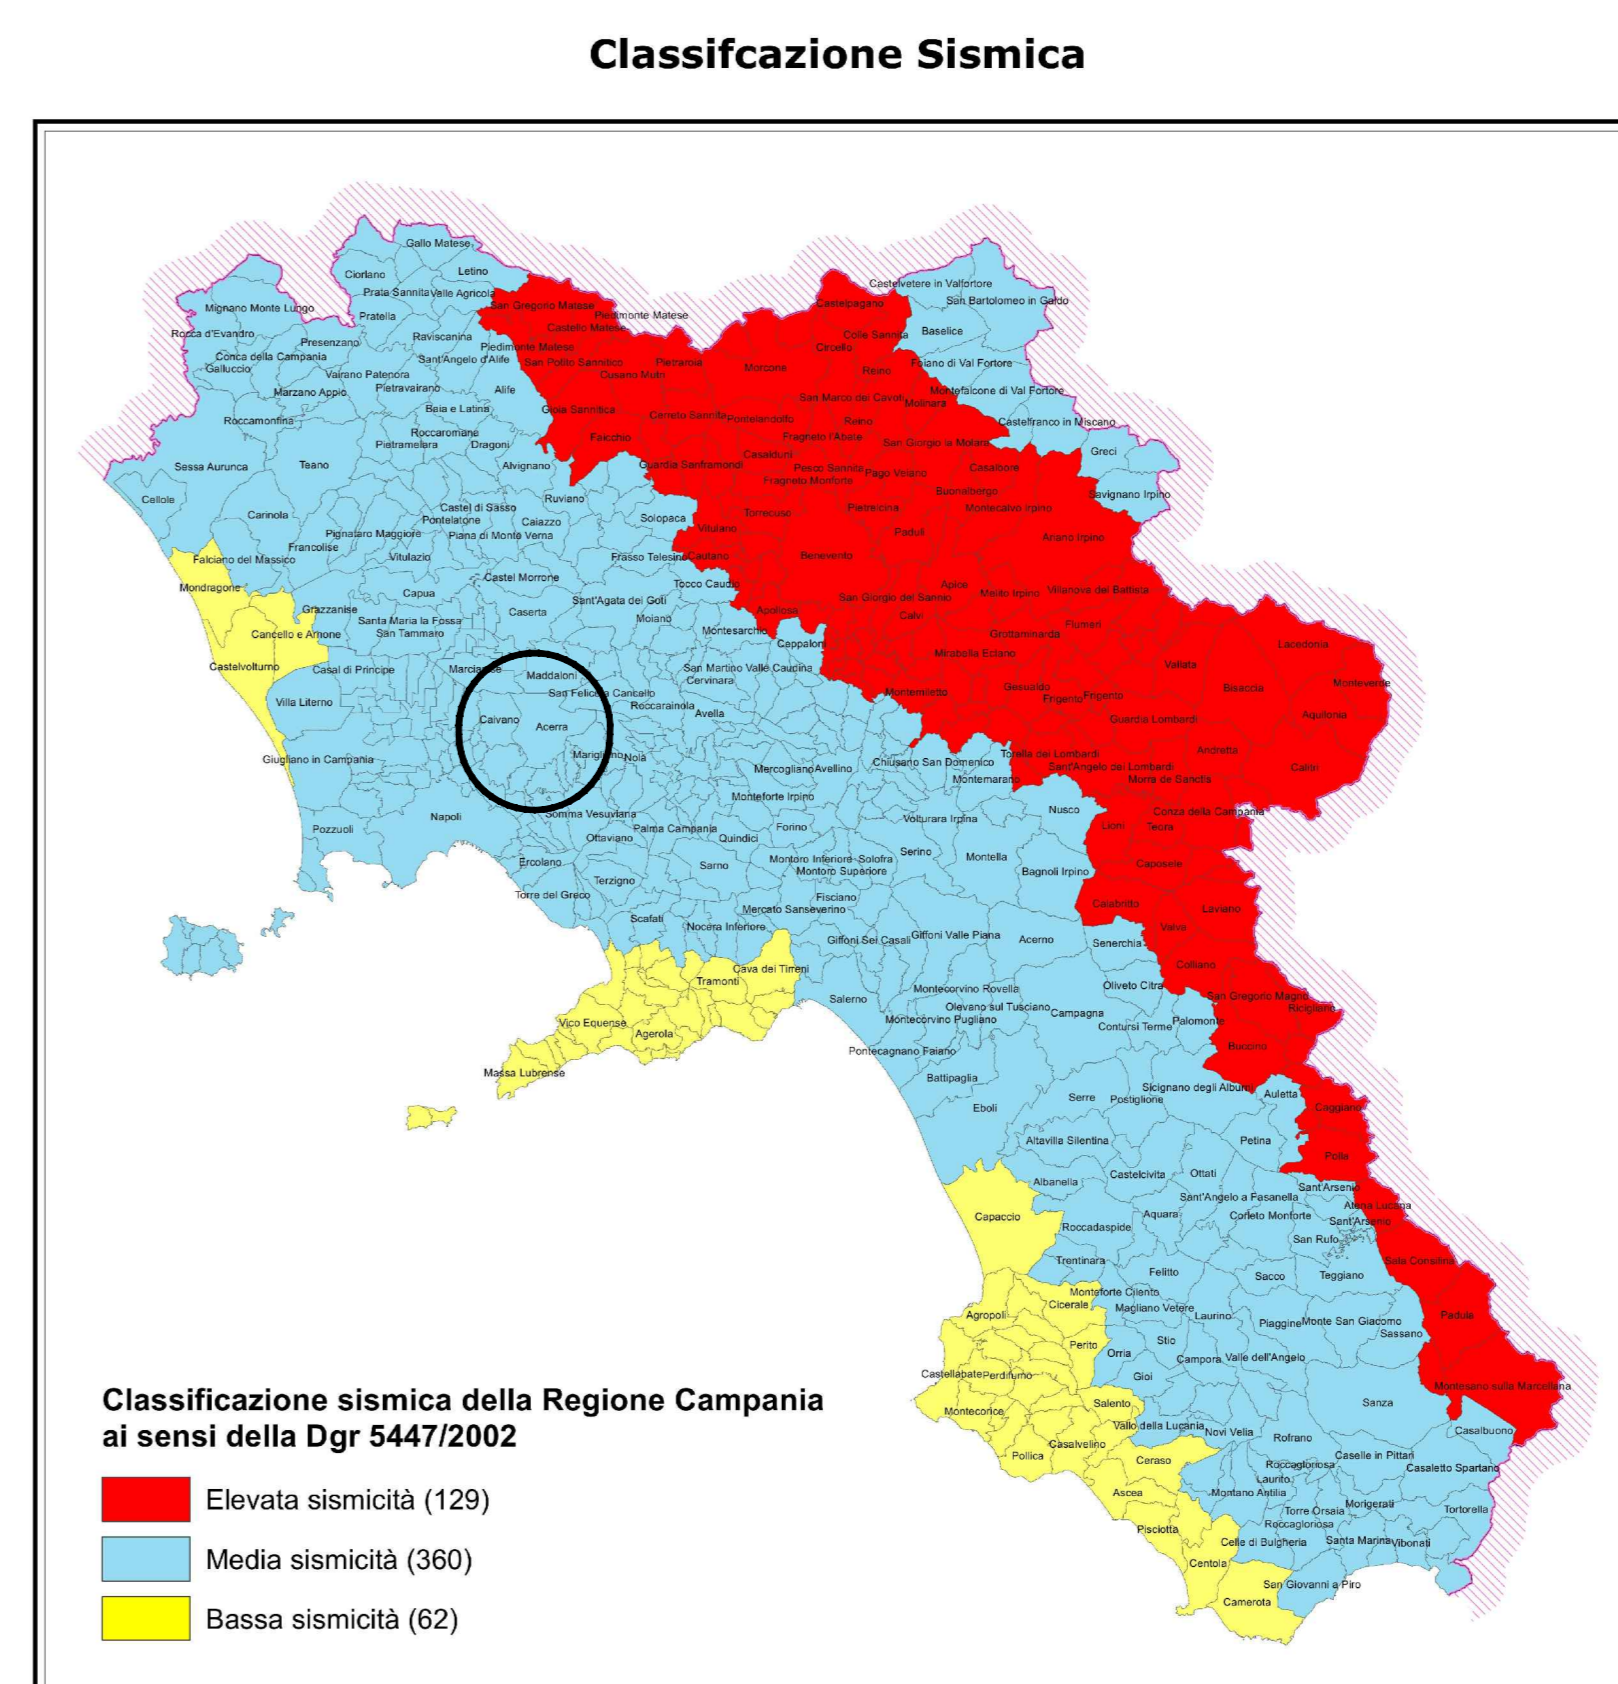 Classifcazione Sismica
Gallo Matese
Ciorlano
Letino
Prata Sannita
Valle Agricola
Mignano Monte Lungo
Pratella
San Gregorio Matese
Piedimonte Matese
Castello Matese
Rocca d'Evandro
Presenzano
Raviscanina
Piedimonte Matese
Conca della Campania
Sant'Angelo d'Alife
San Potito Sannitico
Galluccio
Vairano Patenora
Cusano Mutri
Pietraroia
Morcone
Marzano Appio
Pietravairano
Alife
Castelpagano
Castelvetere in Valfortore
San Bartolomeo in Galdo
Colle Sannita
Baselice
Circello
Reino
Foiano di Val Fortore
San Marco dei Cavoti
Molinara
Montefalcone di Val Fortore
Roccamonfina
Baia e Latina
Gioia Sannitica
Cerreto Sannita
Pontelandolfo
Reino
Castelfranco in Miscano
Roccaromana
Pietramelara
Dragoni
Faicchio
Fragneto l'Abate
San Giorgio la Molara
Greci
Sessa Aurunca
Teano
Alvignano
Guardia Sanframondi
Casalduni
Pesco Sannita
Pago Veiano
Casalbore
Fragneto Monforte
Cellole
Ruviano
Buonalbergo
Savignano Irpino
Carinola
Castel di Sasso
Pontelatone
Caiazzo
Solopaca
Torrecuso
Pietrelcina
Montecalvo Irpino
Pignataro Maggiore
Piana di Monte Verna
Vitulano
Paduli
Ariano Irpino
Francolise
Falciano del Massico
Vitulazio
Frasso Telesino
Cautano
Benevento
Mondragone
Castel Morrone
Tocco Caudio
Apice
Melito Irpino
Villanova del Battista
Capua
Sant'Agata dei Goti
San Giorgio del Sannio
Grazzanise
Caserta
Moiano
Apollosa
Calvi
Flumeri
Santa Maria la Fossa
San Tammaro
Montesarchio
Grottaminarda
Cancello e Arnone
Ceppaloni
Mirabella Eclano
Lacedonia
Castelvolturno
Casal di Principe
Marcianise
Maddaloni
San Martino Valle Caudina
Vallata
Cervinara
Monteverde
Villa Literno
San Felice a Cancello
Montemiletto
Gesualdo
Frigento
Frigento
Bisaccia
Roccarainola
Avella
Caivano
Acerra
Guardia Lombardi
Aquilonia
Giugliano in Campania
Marigliano
Nola
Mercogliano
Avellino
Chiusano San Domenico
Torella dei Lombardi
Andretta
Sant'Angelo dei Lombardi
Calitri
Montemarano
Morra de Sanctis
Monteforte Irpino
Pozzuoli
Napoli
Somma Vesuviana
Volturara Irpina
Nusco
Conza della Campania
Lioni
Teora
Palma Campania
Forino
Ottaviano
Quindici
Ercolano
Sarno
Montoro Inferiore
Solofra
Serino
Montella
Caposele
Montoro Superiore
Bagnoli Irpino
Terzigno
Torre del Greco
Fisciano
Calabritto
Laviano
Scafati
Mercato Sanseverino
Nocera Inferiore
Valva
Giffoni Sei Casali
Giffoni Valle Piana
Acerno
Senerchia
Cava dei Tirreni
Colliano
Tramonti
Oliveto Citra
Salerno
Montecorvino Rovella
San Gregorio Magno
Ricigliano
Olevano sul Tusciano
Campagna
Vico Equense
Agerola
Montecorvino Pugliano
Contursi Terme
Palomonte
Buccino
Pontecagnano Faiano
Massa Lubrense
Battipaglia
Sicignano degli Alburni
Auletta
Eboli
Serre
Postiglione
Caggiano
Altavilla Silentina
Petina
Polla
Albanella
Castelcivita
Ottati
Sant'Arsenio
Sant'Angelo a Fasanella
Atena Lucana
Capaccio
Aquara
Corleto Monforte
Sant'Arsenio
Roccadaspide
San Rufo
Trentinara
Felitto
Sacco
Teggiano
Sala Consilina
Monteforte Cilento
Cicerale
Magliano Vetere
Agropoli
Laurino
Piaggine
Monte San Giacomo
Padula
Sassano
Perito
Stio
Orria
Campora
Valle dell'Angelo
Castellabate
Perdifumo
Gioi
Montesano sulla Marcellana
Montecorice
Salento
Sanza
Vallo della Lucania
Novi Velia
Casalbuono
Rofrano
Casalvelino
Pollica
Ceraso
Caselle in Pittari
Roccagloriosa
Casaletto Spartano
Laurito
Ascea
Montano Antilia
Torre Orsaia
Morigerati
Tortorella
Pisciotta
Roccagloriosa
Celle di Bulgheria
Santa Marina
Vibonati
Centola
San Giovanni a Piro
Camerota
Classificazione sismica della Regione Campania
ai sensi della Dgr 5447/2002
Elevata sismicità (129)
Media sismicità (360)
Bassa sismicità (62)